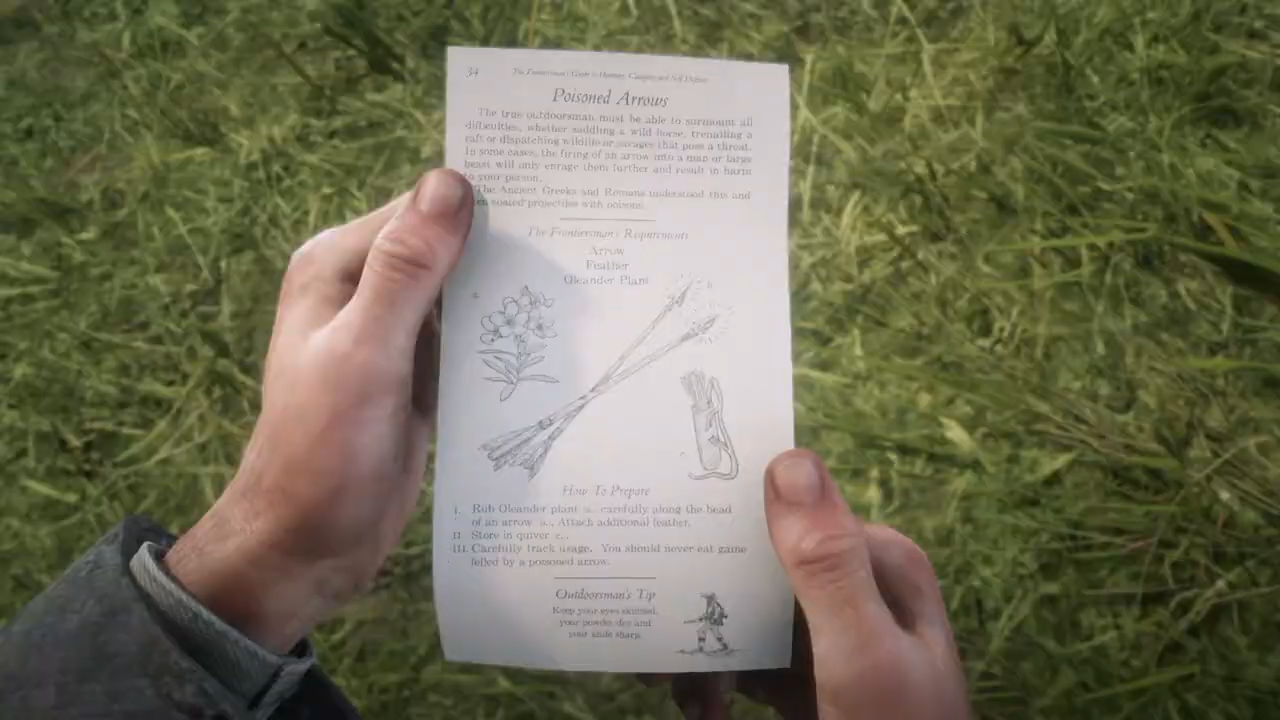 34 The Frontiersman's Guide to Hunting, Camping and Self Defense
Poisoned Arrows
The true outdoorsman must be able to surmount all
difficulties, whether saddling a wild horse, trenailing a
raft or dispatching wildlife or savages that pose a threat.
In some cases, the firing of an arrow into a man or large
beast will only enrage them further and result in harm
to your person.
The Ancient Greeks and Romans understood this and
coated projectiles with poisons.
The Frontiersman's Requirements
Arrow
Feather
Oleander Plant
a.
b.
How To Prepare
I. Rub Oleander plant a.. carefully along the head
of an arrow Attach additional feather.
II Store in quiver c..
III. Carefully track usage. You should never eat game
felled by a poisoned arrow.
Outdoorsman's Tip
Keep your eyes skinned,
your powder dry and
your knife sharp.